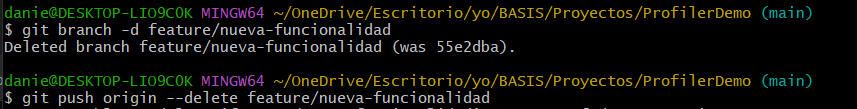 danie@DESKTOP-LIO9C0K MINGW64 ~/OneDrive/Escritorio/yo/BASIS/Proyectos/ProfilerDemo (main)
$ git branch -d feature/nueva-funcionalidad
Deleted branch feature/nueva-funcionalidad (was 55e2dba).
danie@DESKTOP-LIO9C0K MINGW64 ~/OneDrive/Escritorio/yo/BASIS/Proyectos/ProfilerDemo (main)
$ git push origin --delete feature/nueva-funcionalidad